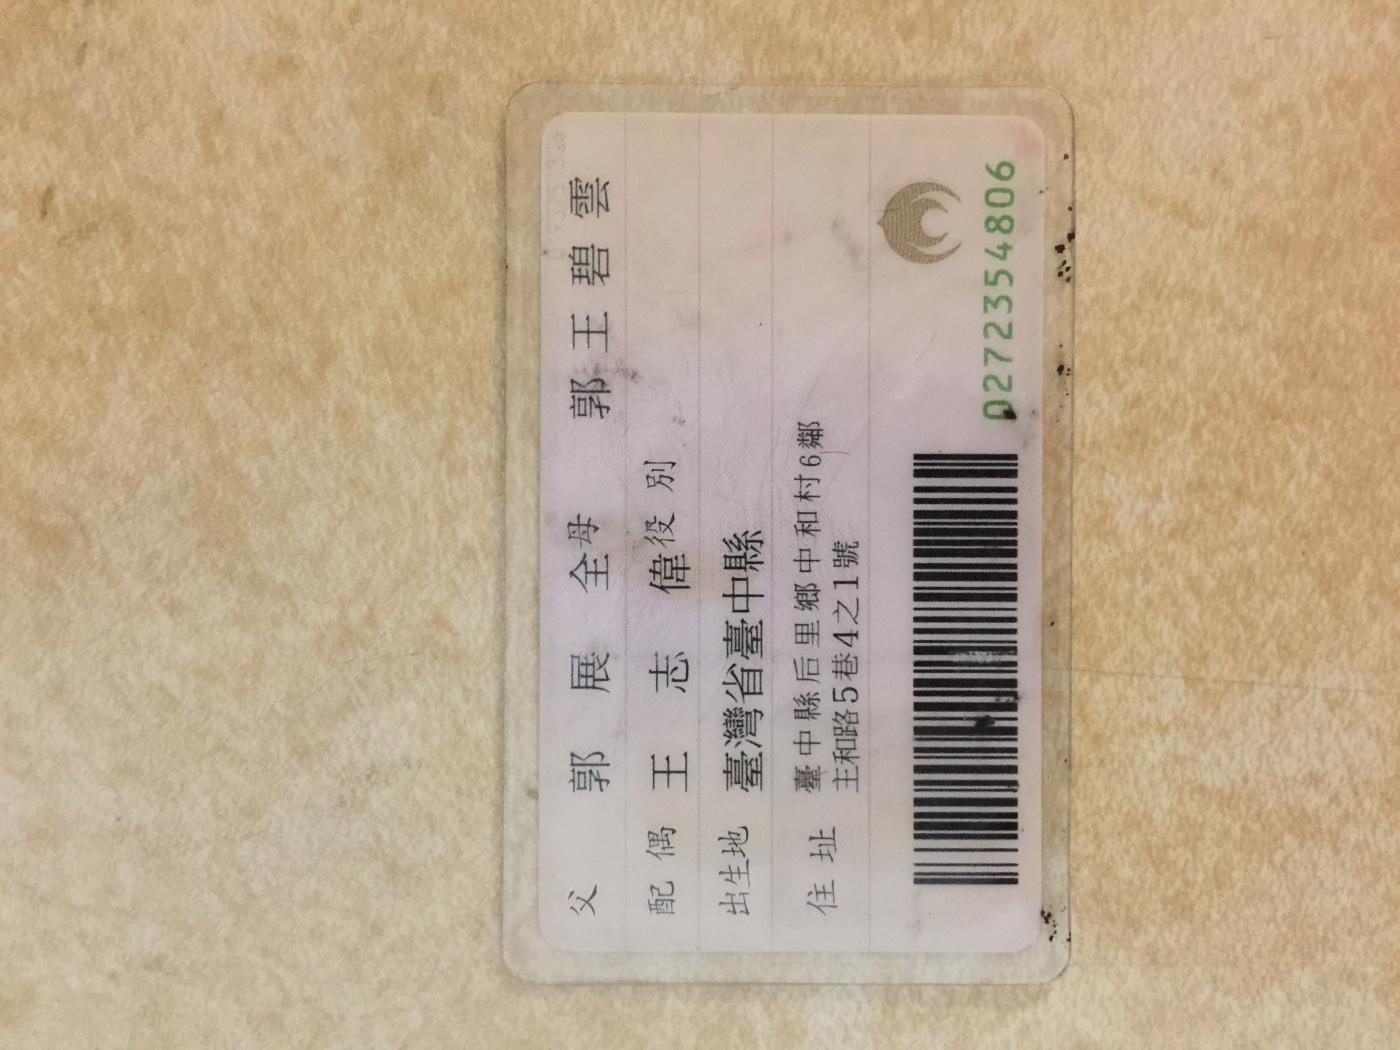 父 郭展全 母 郭王碧雲
配偶 王志偉 役別
出生地 臺灣省臺中縣
住址 臺中縣后里鄉中和村6鄰
主和路5巷4之1號
0272354806